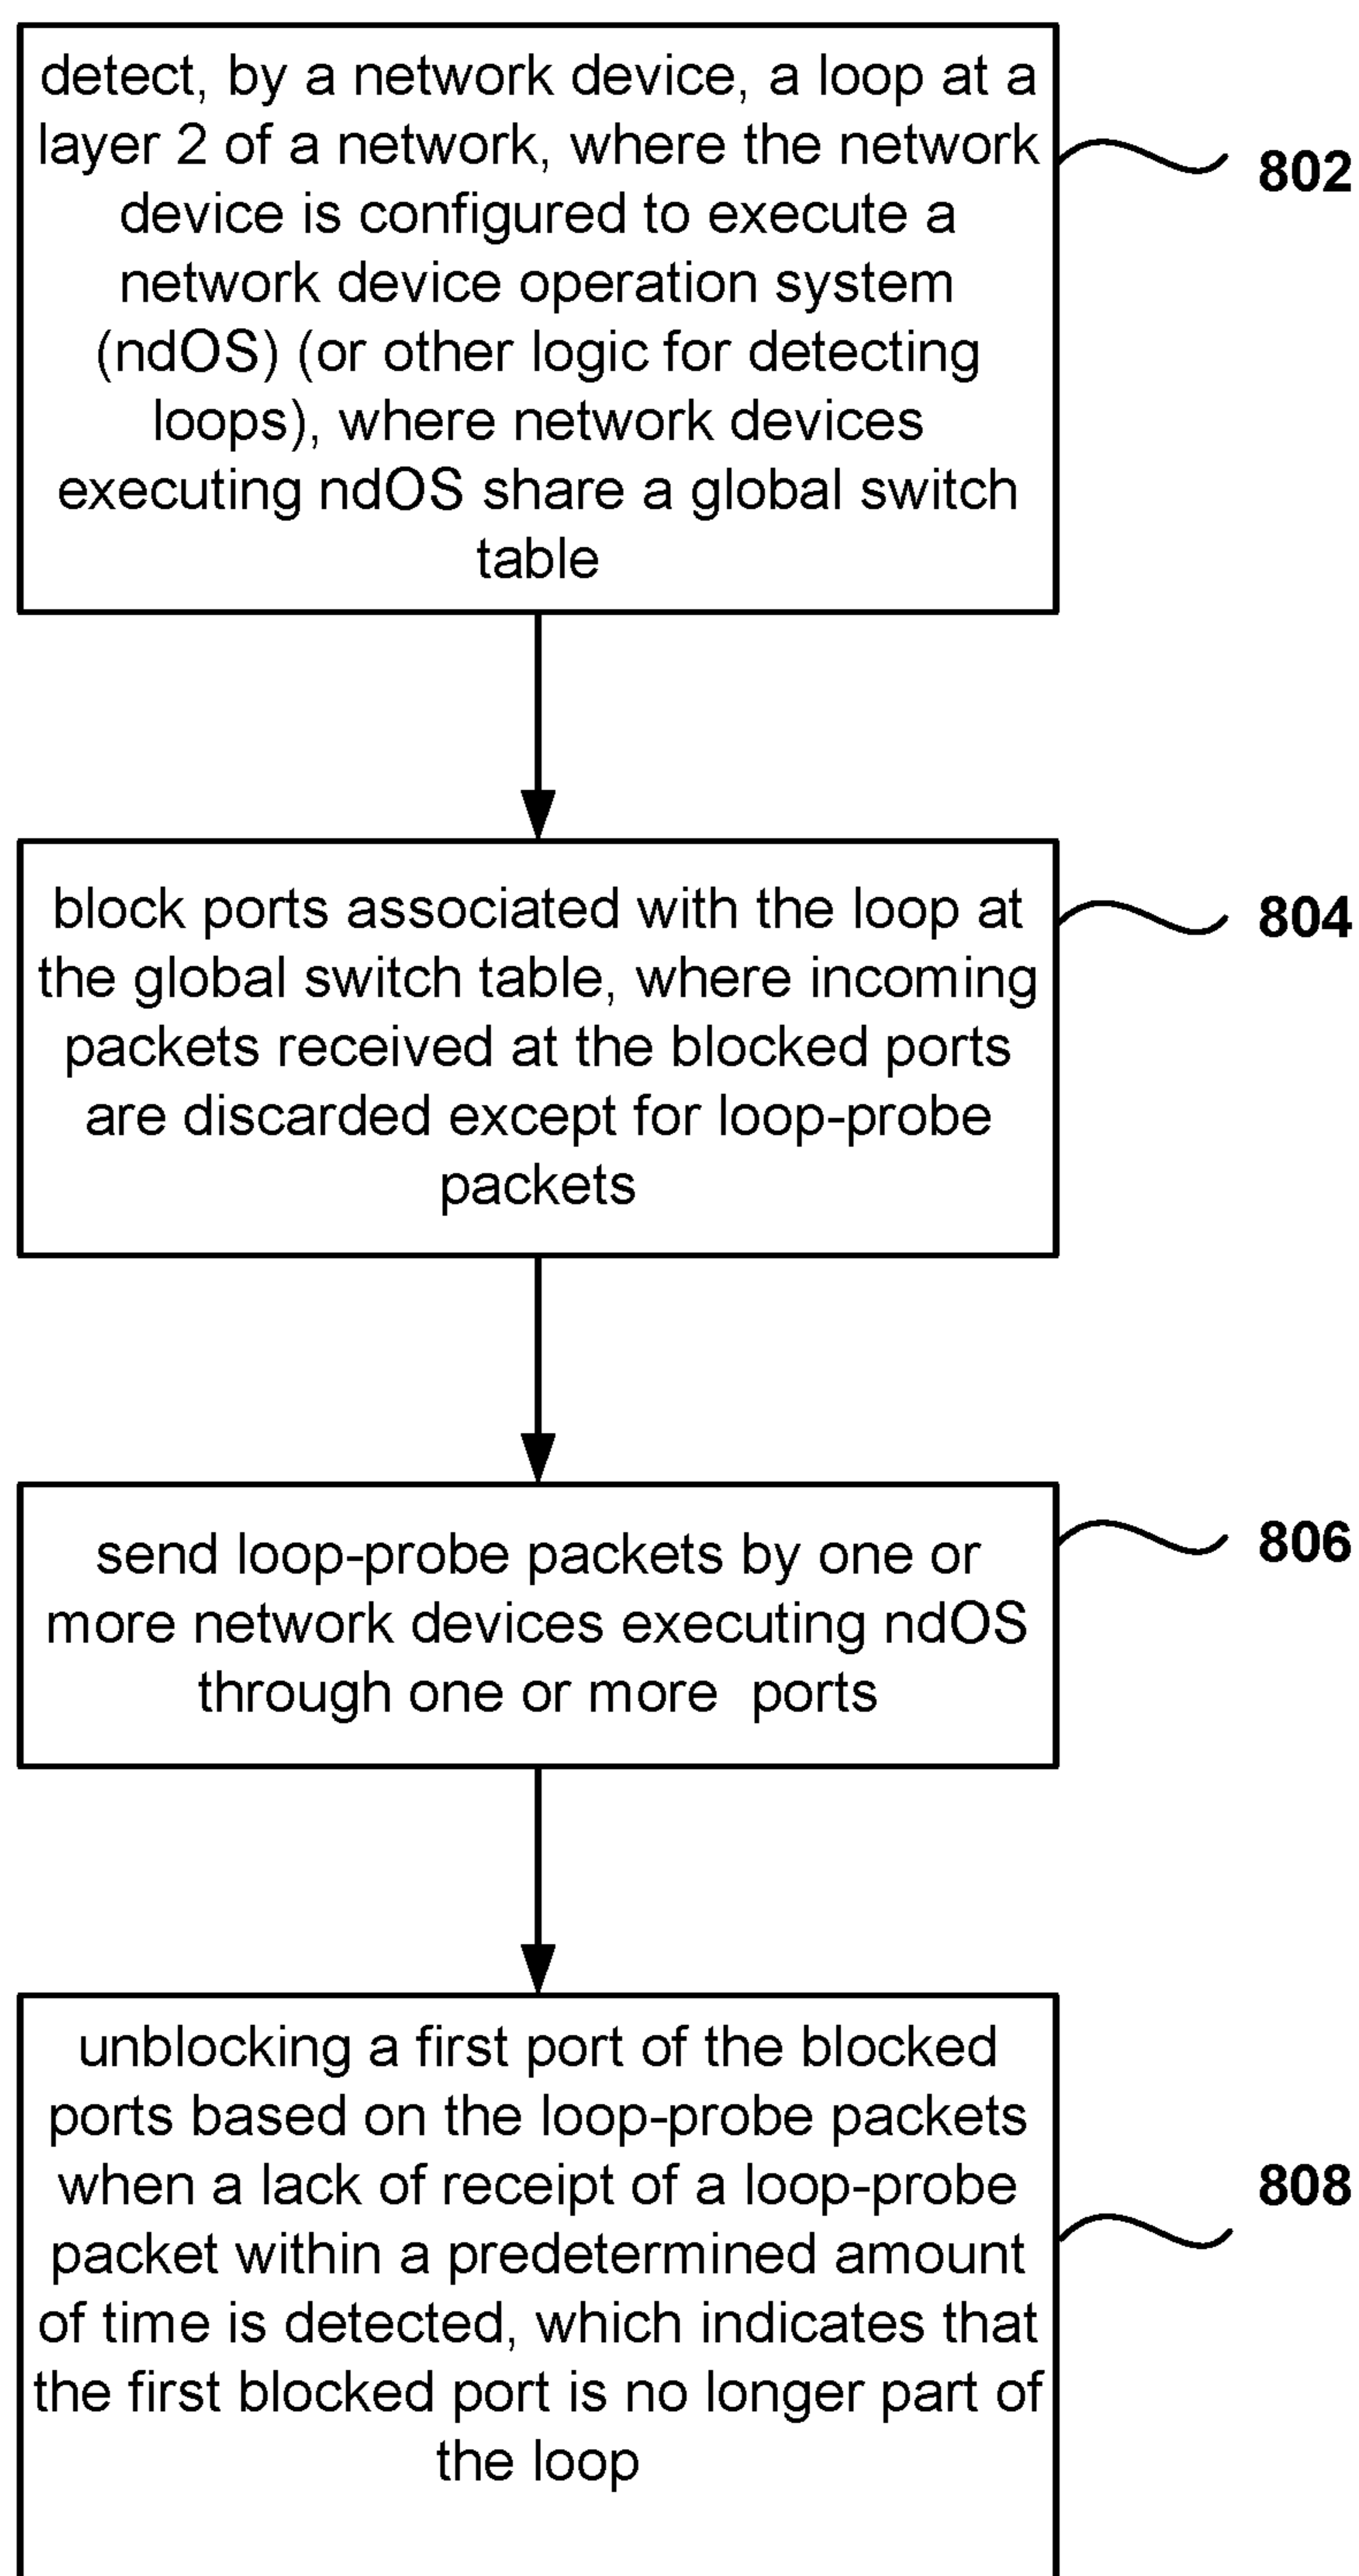 detect, by a network device, a loop at a
layer 2 of a network, where the network
device is configured to execute a
network device operation system
(ndOS) (or other logic for detecting
loops), where network devices
executing ndOS share a global switch
table
802
block ports associated with the loop at
the global switch table, where incoming
packets received at the blocked ports
are discarded except for loop-probe
packets
804
send loop-probe packets by one or
more network devices executing ndOS
through one or more ports
806
unblocking a first port of the blocked
ports based on the loop-probe packets
when a lack of receipt of a loop-probe
packet within a predetermined amount
of time is detected, which indicates that
the first blocked port is no longer part of
the loop
808